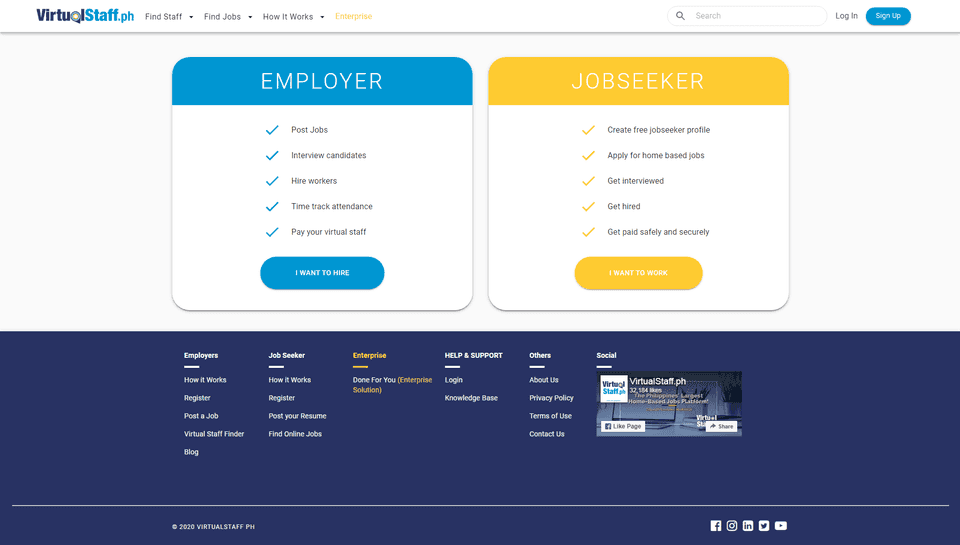 VirtualStaff.ph
Find Staff
Find Jobs
How It Works
Enterprise
Search
Log In
Sign Up
EMPLOYER
Post Jobs
Interview candidates
Hire workers
Time track attendance
Pay your virtual staff
I WANT TO HIRE
JOBSEEKER
Create free jobseeker profile
Apply for home based jobs
Get interviewed
Get hired
Get paid safely and securely
I WANT TO WORK
Employers
How it Works
Register
Post a Job
Virtual Staff Finder
Blog
Job Seeker
How it Works
Register
Post your Resume
Find Online Jobs
Enterprise
Done For You (Enterprise
Solution)
HELP & SUPPORT
Login
Knowledge Base
Others
About Us
Privacy Policy
Terms of Use
Contact Us
Social
Virtual
Staff.ph
VirtualStaff.ph
32,184 likes
The Philippines' Largest
Home-Based Jobs Platform!
Like Page
Share
© 2020 VIRTUALSTAFF PH